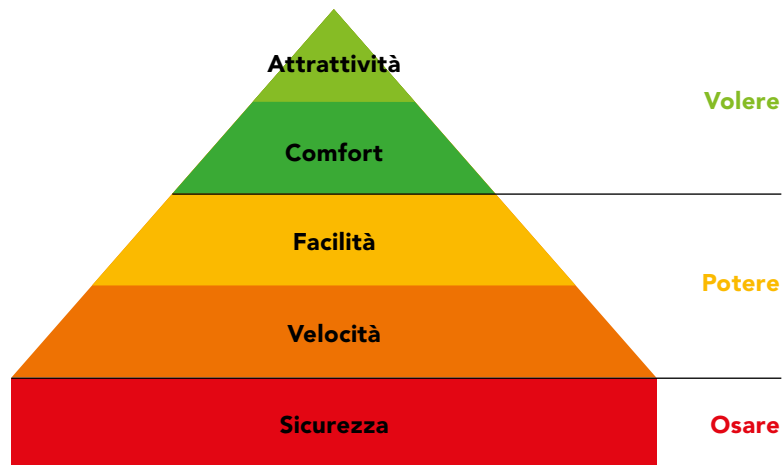 Attrattività
Volere
Comfort
Facilità
Potere
Velocità
Sicurezza
Osare